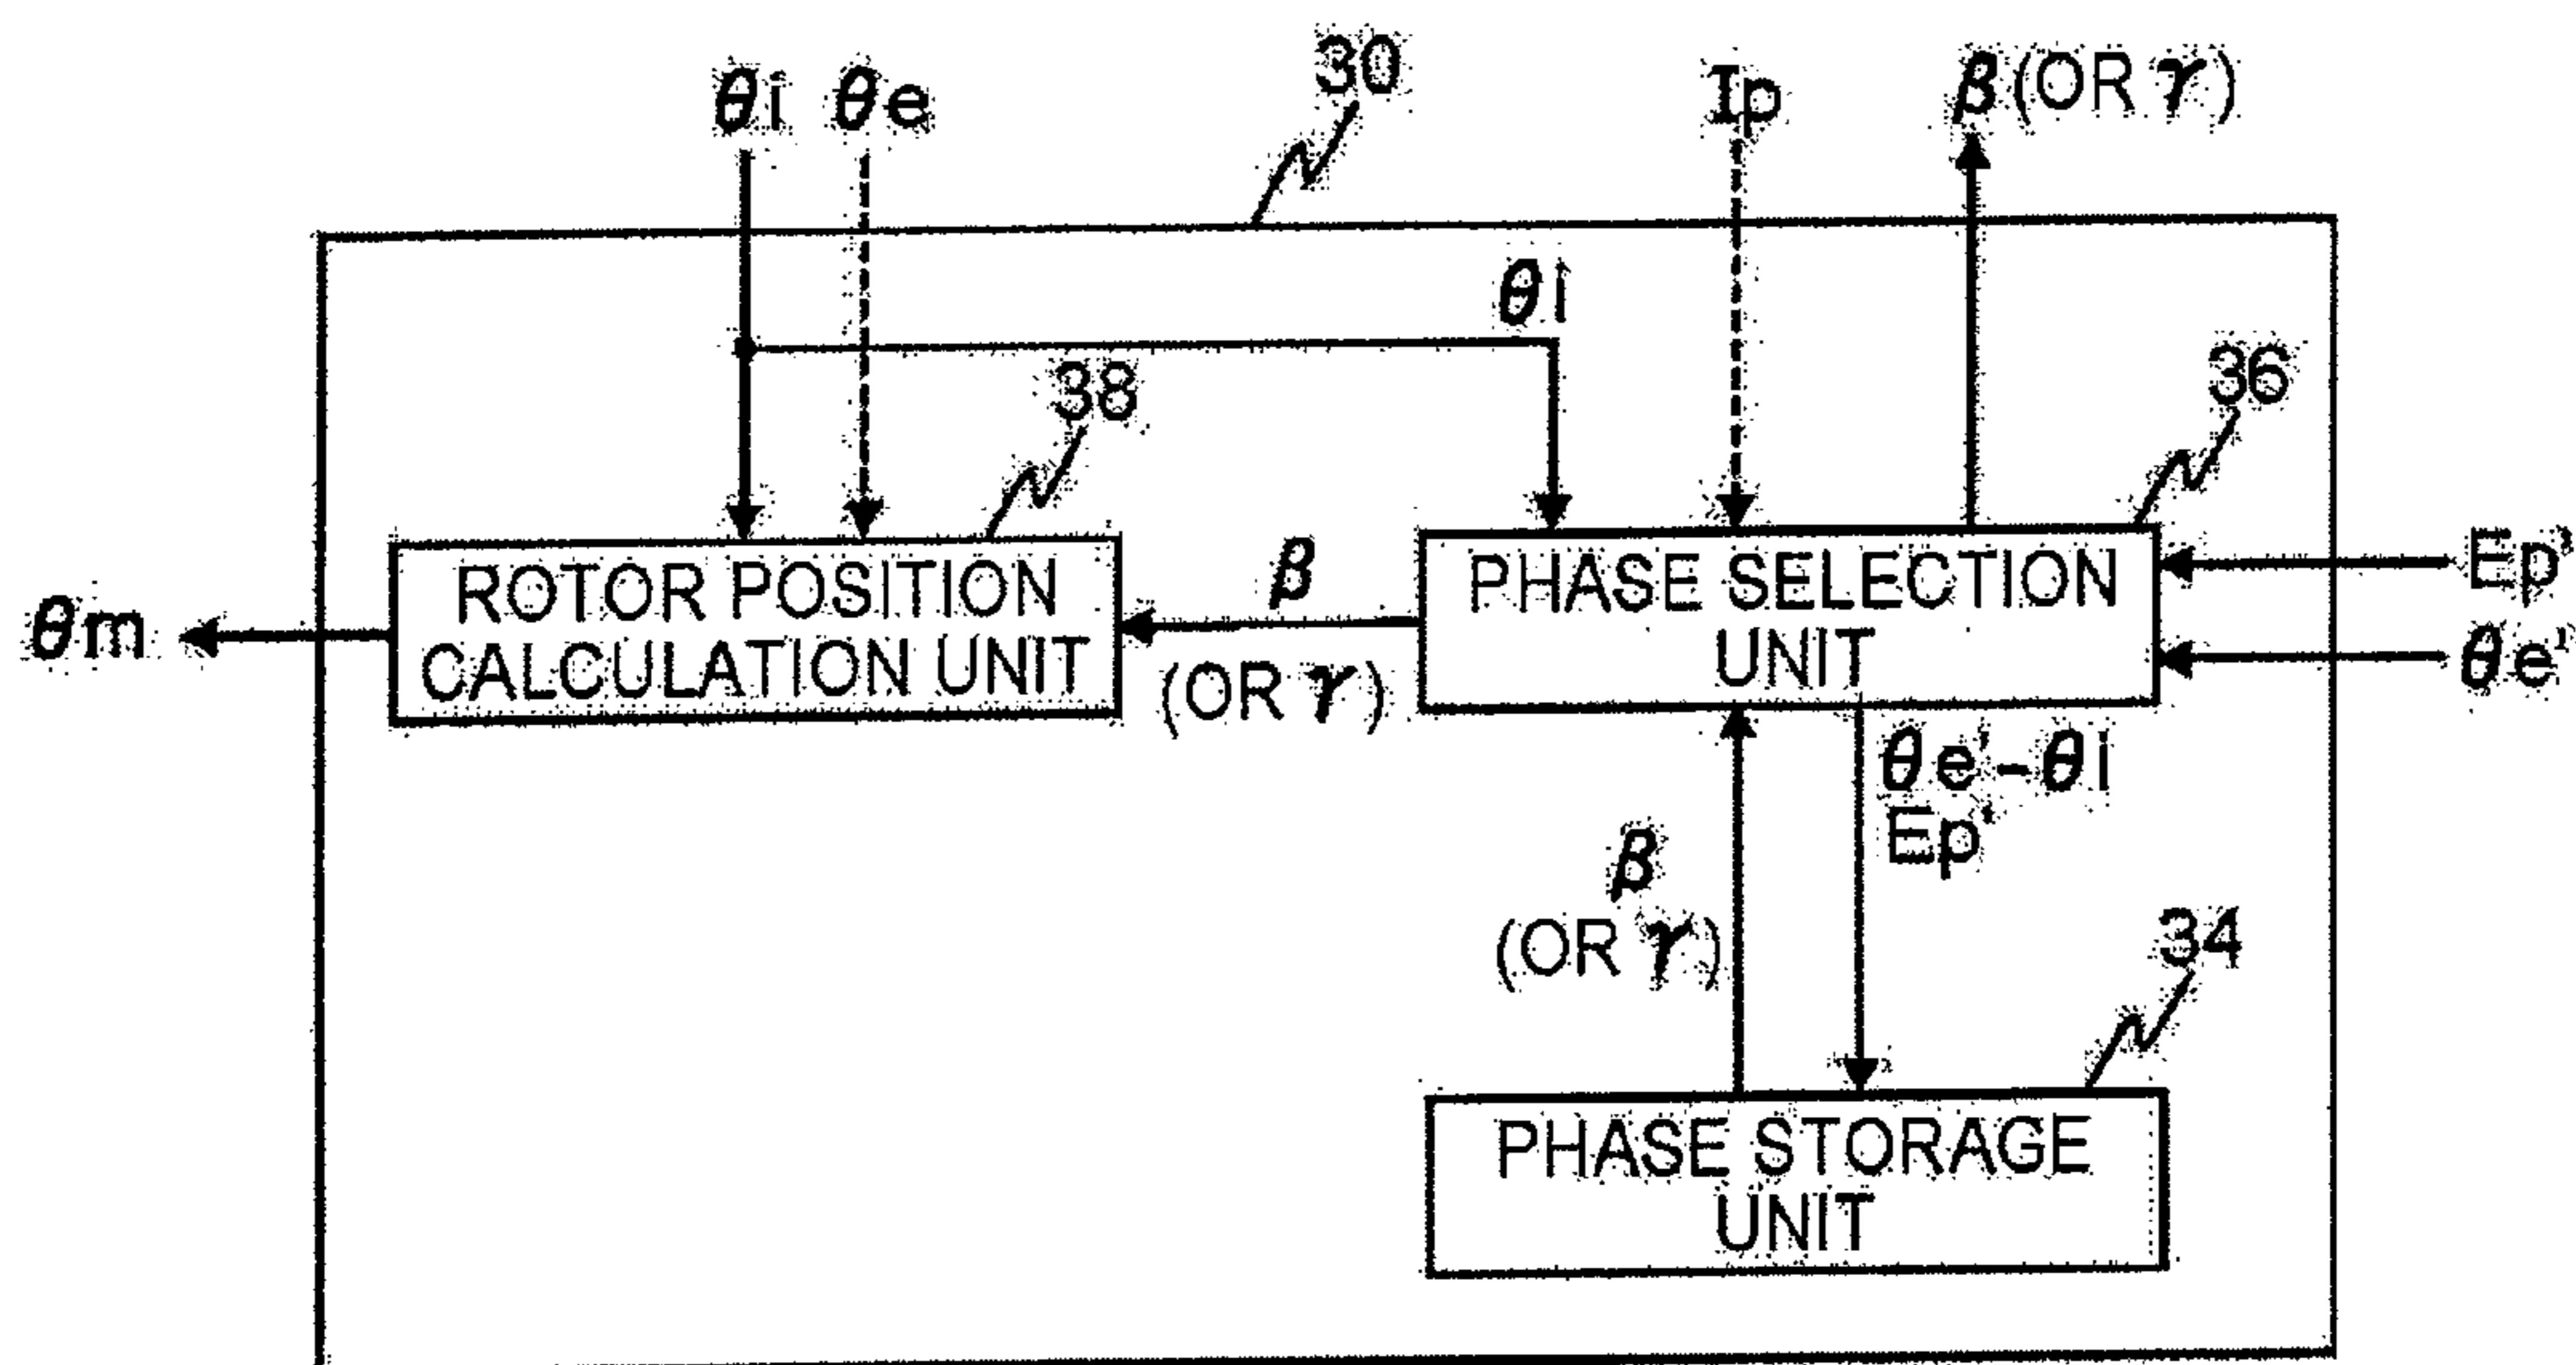 θi θe 30 Ip β(OR γ)
θi
38 36
ROTOR POSITION
CALCULATION UNIT
θm
β
(OR γ)
PHASE SELECTION
UNIT
Ep'
θe'
θe'-θi
Ep'
β
(OR γ)
34
PHASE STORAGE
UNIT